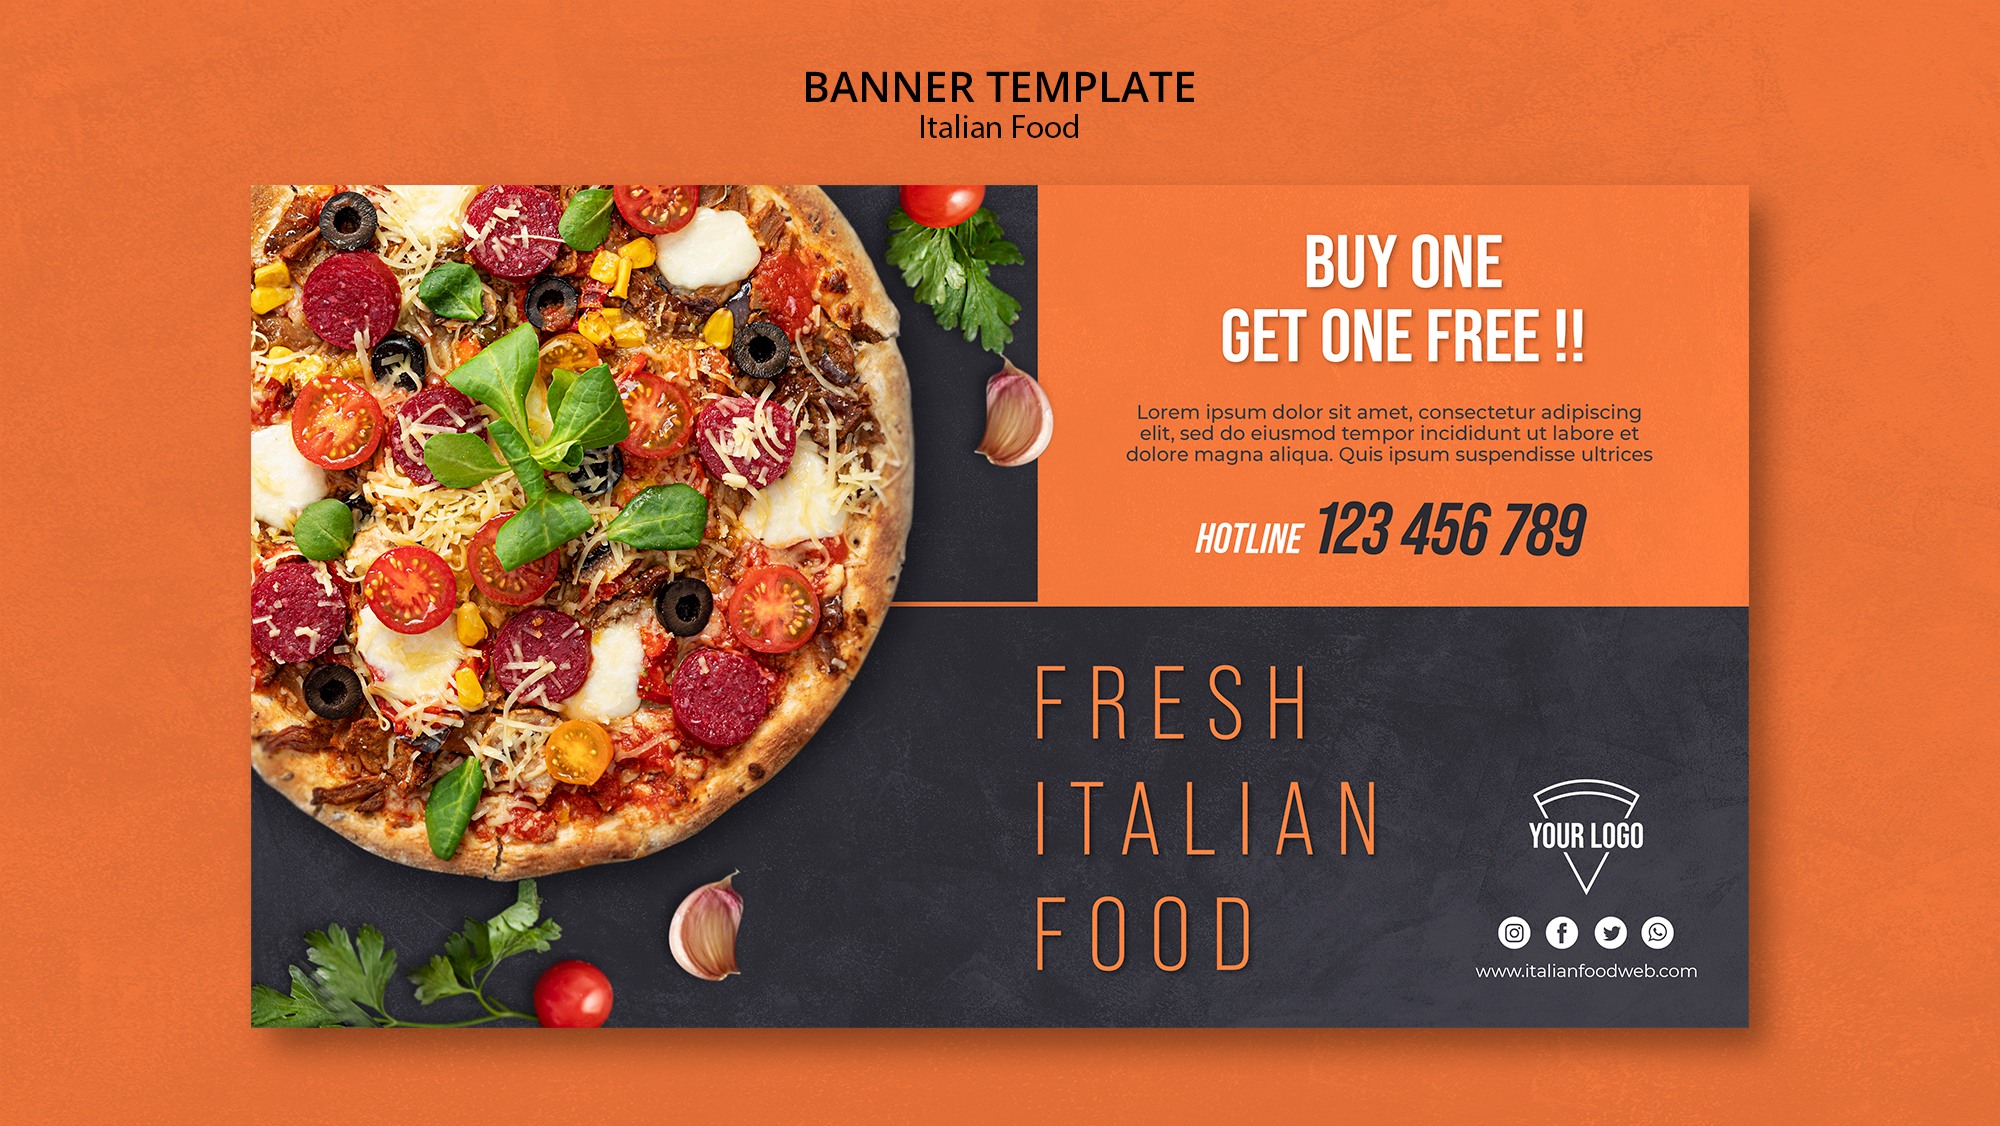 BANNER TEMPLATE
Italian Food
BUY ONE
GET ONE FREE !!
Lorem ipsum dolor sit amet, consectetur adipiscing
elit, sed do eiusmod tempor incididunt ut labore et
dolore magna aliqua. Quis ipsum suspendisse ultrices
HOTLINE 123 456 789
FRESH
ITALIAN
FOOD
YOUR LOGO
www.italianfoodweb.com